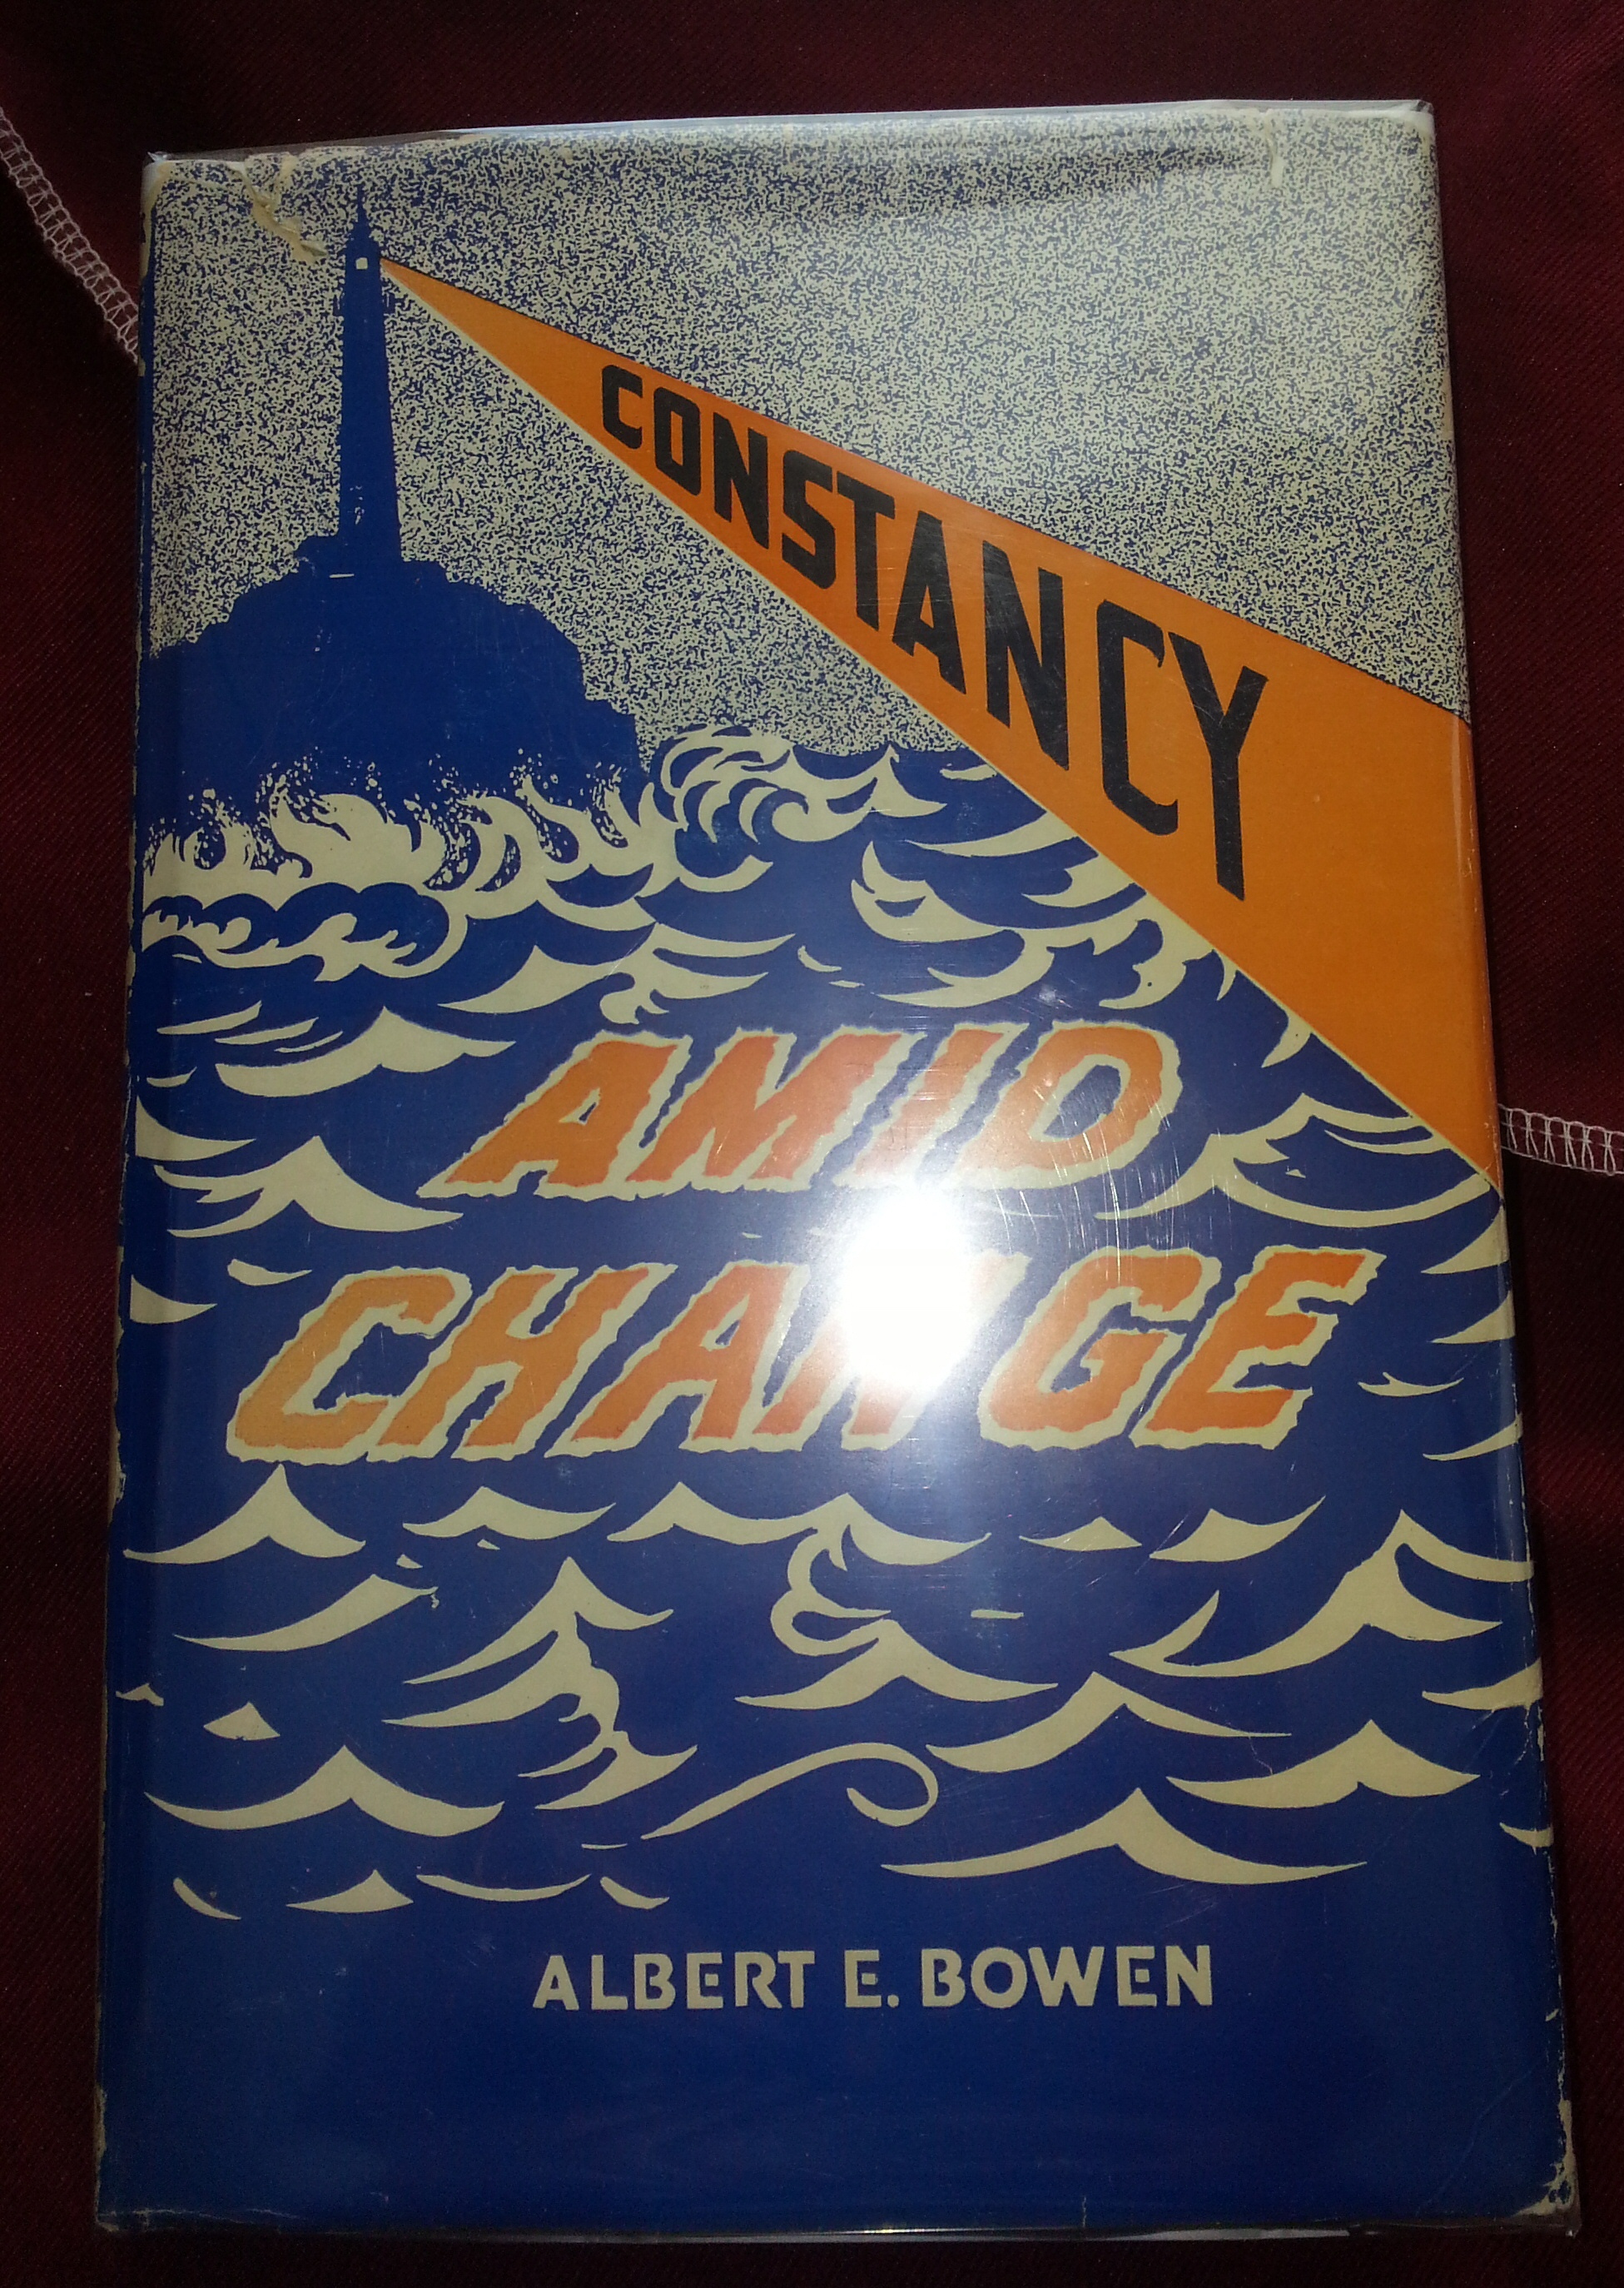 CONSTANCY
AMID
CHANGE
ALBERT E. BOWEN